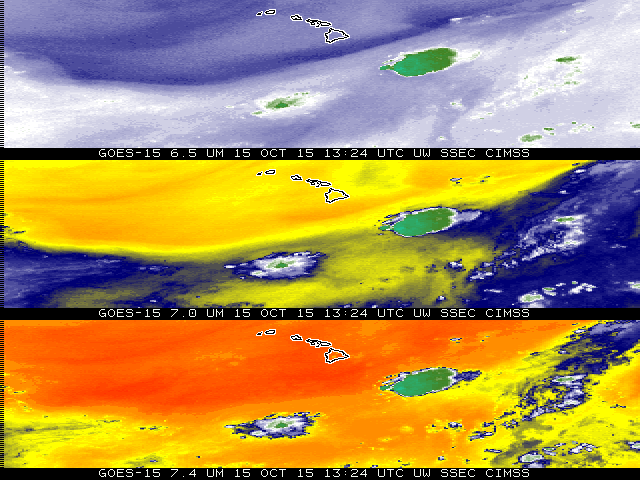 GOES-15 6.5 UM 15 OCT 15 13:24 UTC UW SSEC CIMSS
GOES-15 7.0 UM 15 OCT 15 13:24 UTC UW SSEC CIMSS
GOES-15 7.4 UM 15 OCT 15 13:24 UTC UW SSEC CIMSS